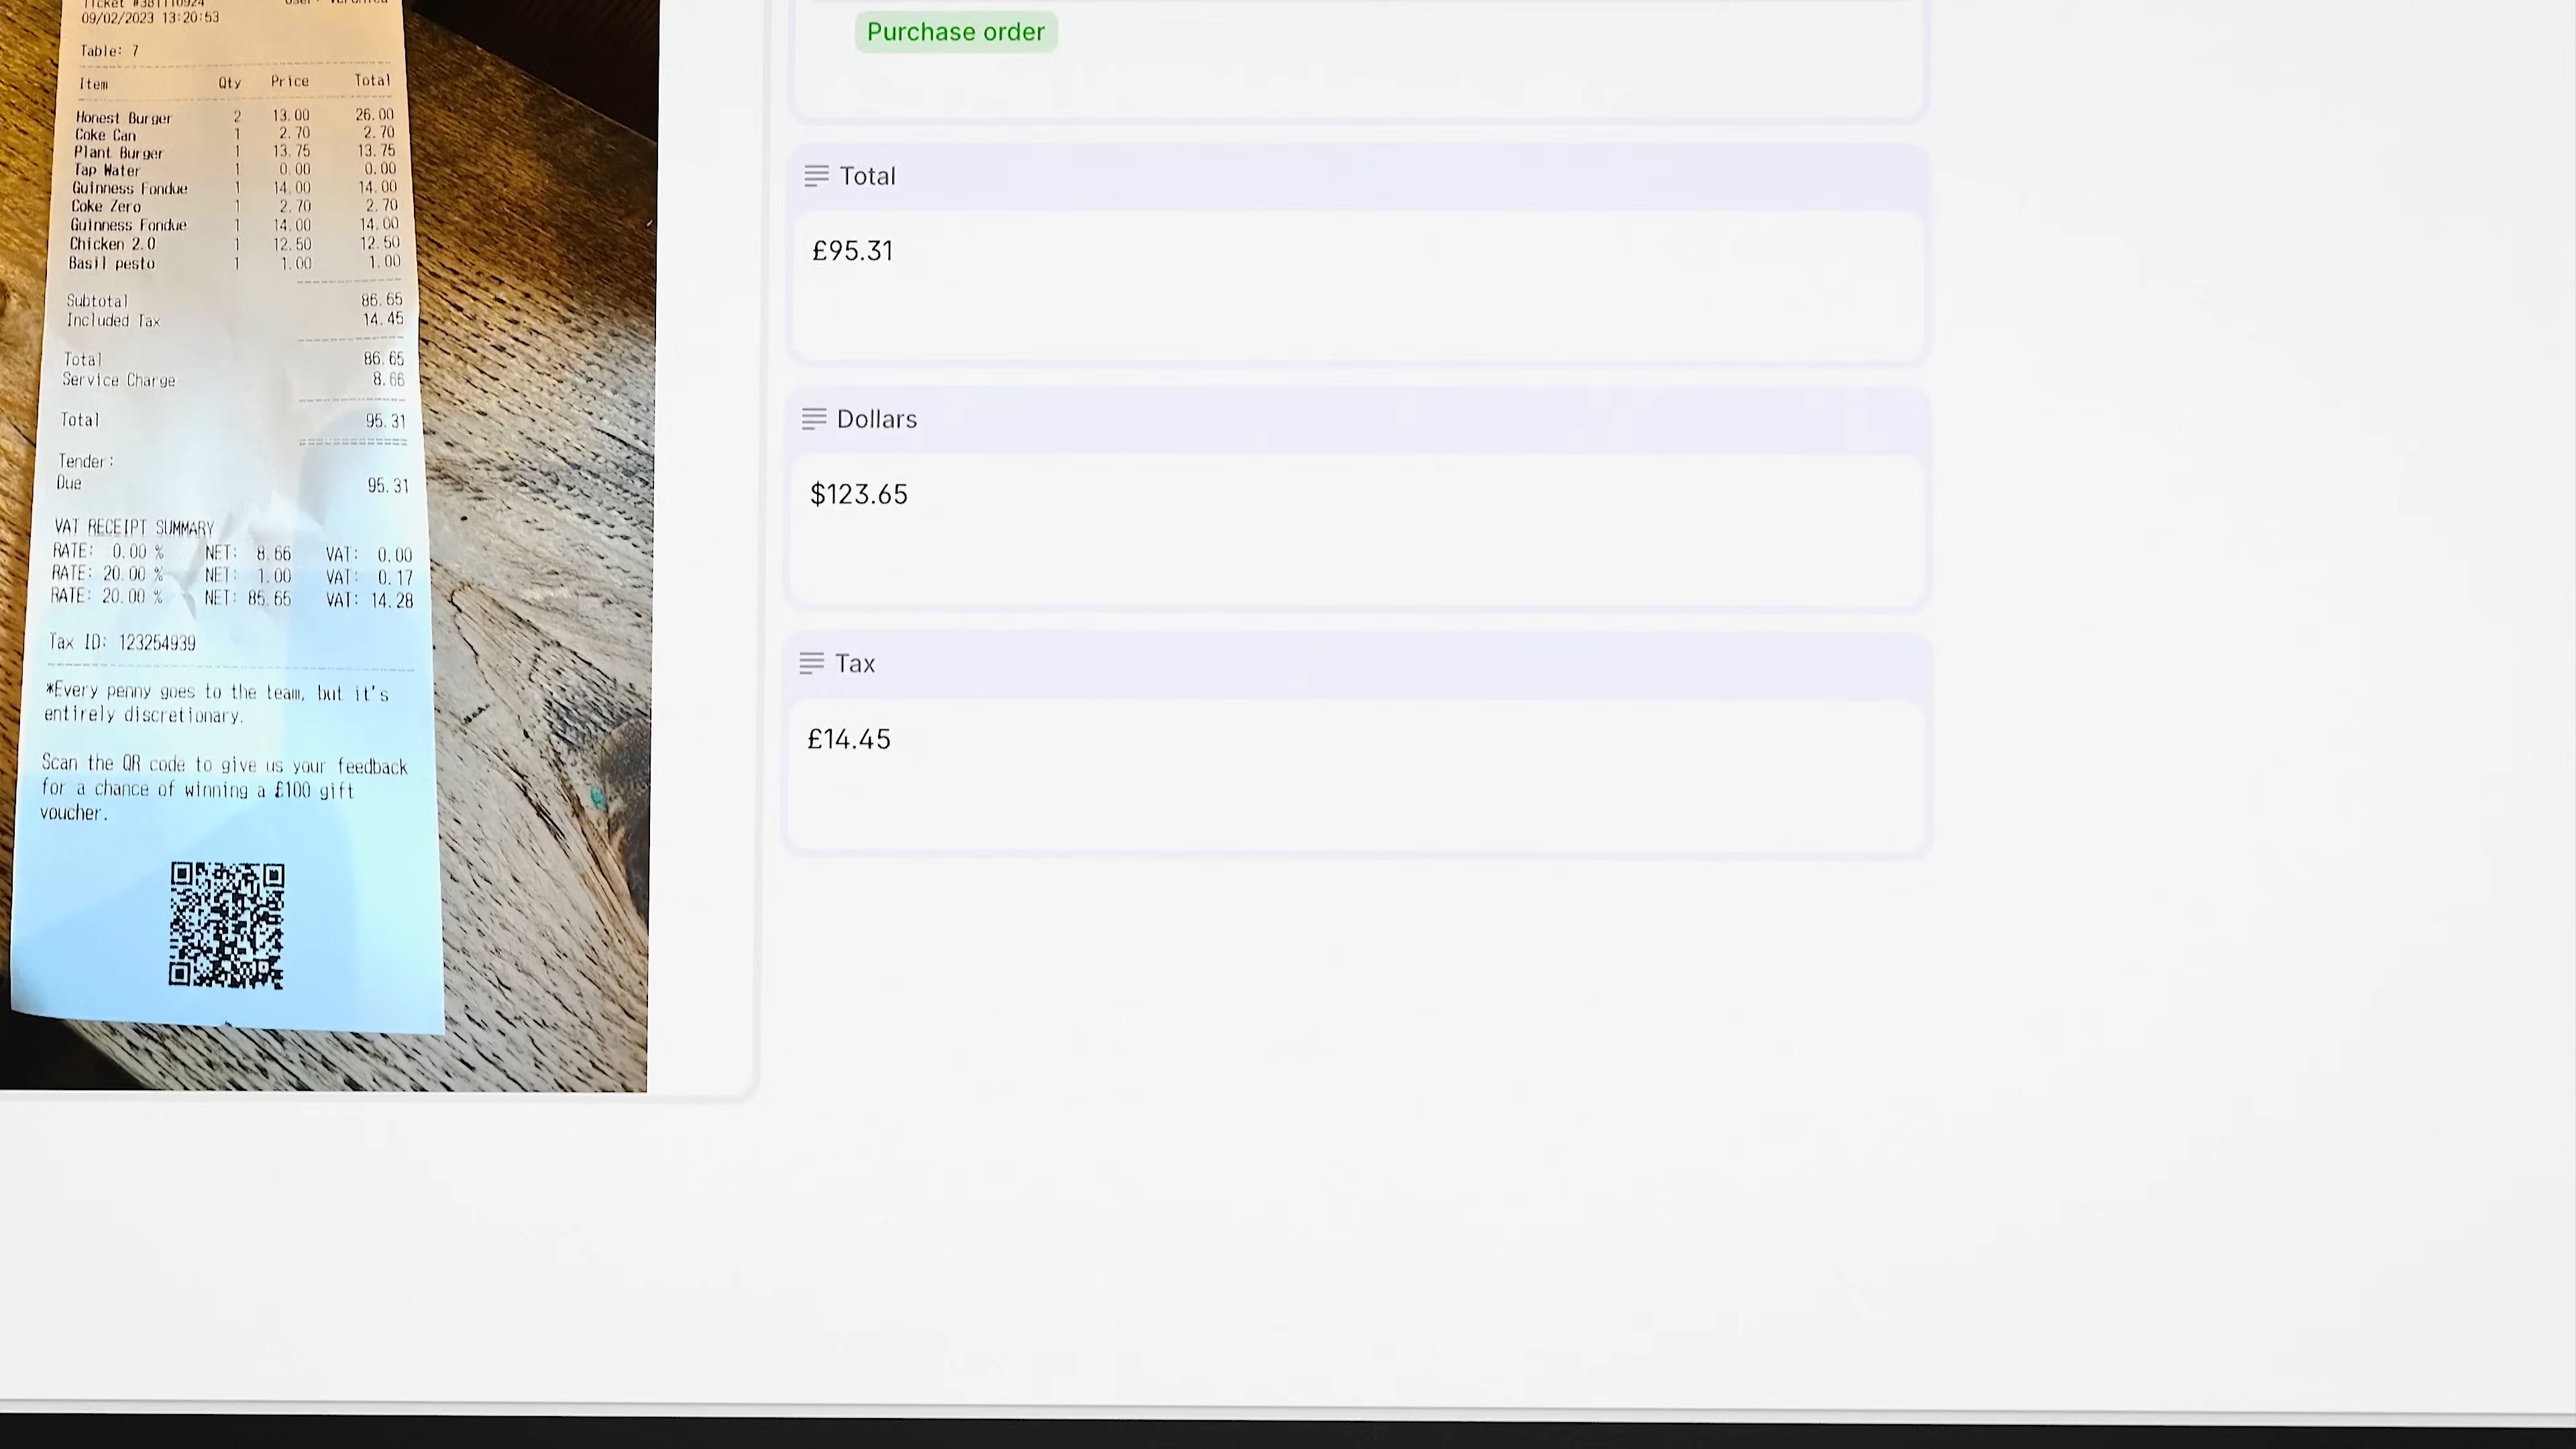 Ticket #381110924 User: Veronica
09/02/2023 13:20:53
Table: 7
Item Qty Price Total
Honest Burger 2 13.00 26.00
Coke Can 1 2.70 2.70
Plant Burger 1 13.75 13.75
Tap Water 1 0.00 0.00
Guinness Fondue 1 14.00 14.00
Coke Zero 1 2.70 2.70
Guinness Fondue 1 14.00 14.00
Chicken 2.0 1 12.50 12.50
Basil pesto 1 1.00 1.00
Subtotal 86.65
Included Tax 14.45
Total 86.65
Service Charge 8.66
Total 95.31
Tender:
Due 95.31
VAT RECEIPT SUMMARY
RATE: 0.00 % NET: 8.66 VAT: 0.00
RATE: 20.00 % NET: 1.00 VAT: 0.17
RATE: 20.00 % NET: 85.65 VAT: 14.28
Tax ID: 123254939
*Every penny goes to the team, but it's
entirely discretionary.
Scan the QR code to give us your feedback
for a chance of winning a £100 gift
voucher.
Purchase order
Total
£95.31
Dollars
$123.65
Tax
£14.45